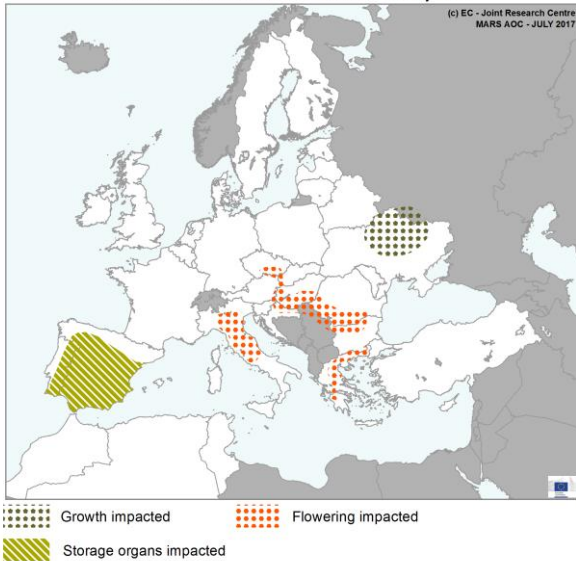 (c) EC - Joint Research Centre
MARS AOC - JULY 2017
Growth impacted
Flowering impacted
Storage organs impacted